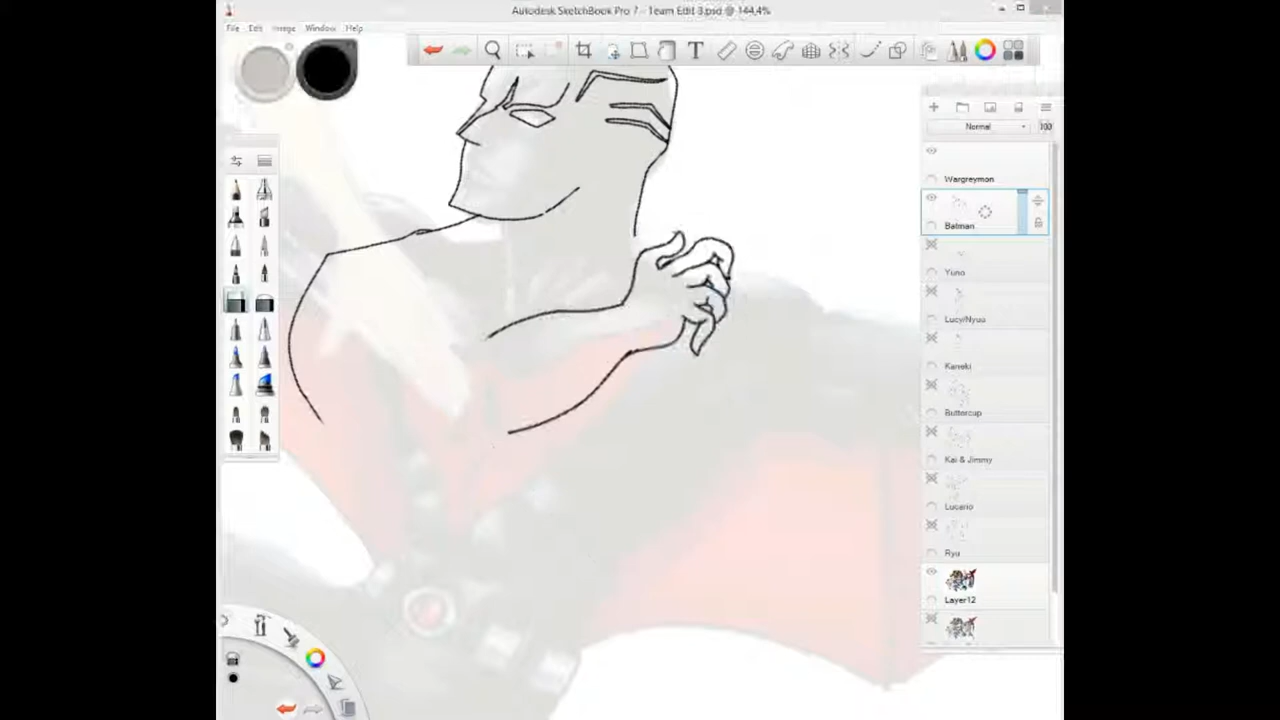 Autodesk SketchBook Pro 7 - Team Edit 3.psd @ 144,4%
File Edit Image Window Help
T
Normal 100
Wargreymon
Batman
Yuno
Lucy/Nyuu
Kaneki
Buttercup
Kai & Jimmy
Lucario
Ryu
Layer12